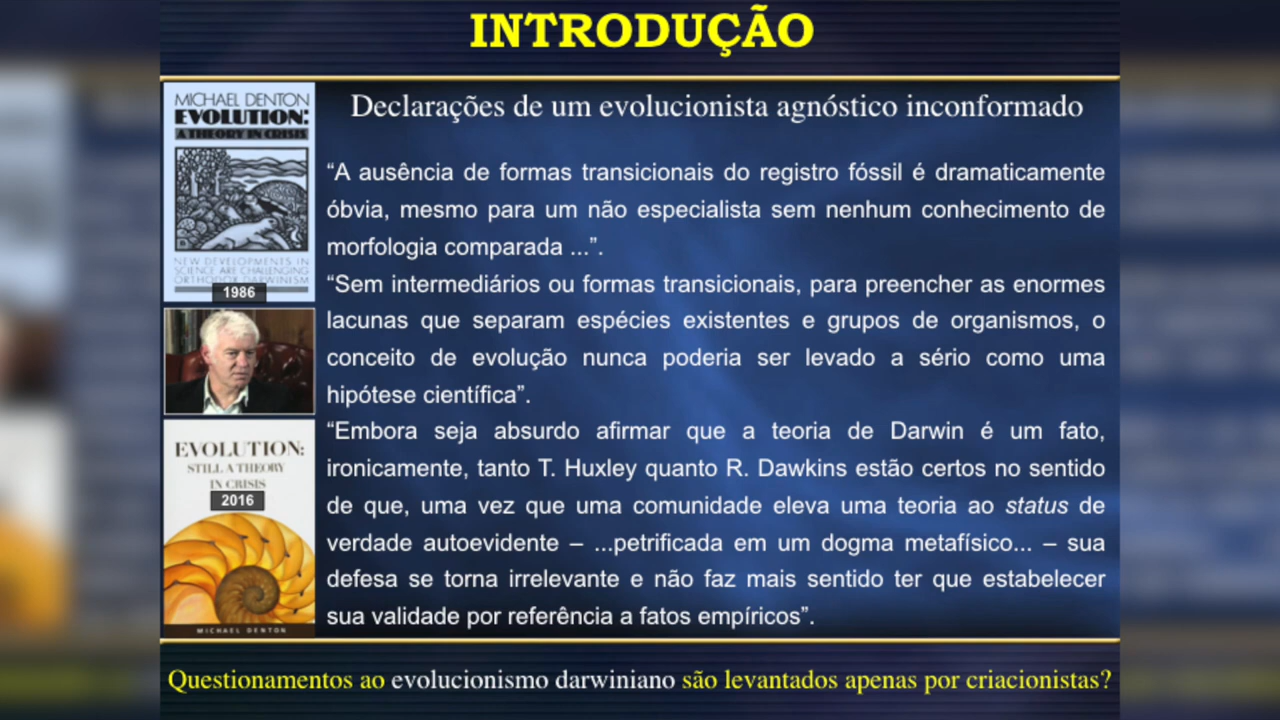 INTRODUÇÃO
MICHAEL DENTON
EVOLUTION:
A THEORY IN CRISIS
NEW DEVELOPMENTS IN
SCIENCE ARE CHALLENGING
ORTHODOX DARWINISM
1986
EVOLUTION:
STILL A THEORY
IN CRISIS
2016
MICHAEL DENTON
Declarações de um evolucionista agnóstico inconformado
“A ausência de formas transicionais do registro fóssil é dramaticamente
óbvia, mesmo para um não especialista sem nenhum conhecimento de
morfologia comparada ...”.
“Sem intermediários ou formas transicionais, para preencher as enormes
lacunas que separam espécies existentes e grupos de organismos, o
conceito de evolução nunca poderia ser levado a sério como uma
hipótese científica”.
“Embora seja absurdo afirmar que a teoria de Darwin é um fato,
ironicamente, tanto T. Huxley quanto R. Dawkins estão certos no sentido
de que, uma vez que uma comunidade eleva uma teoria ao status de
verdade autoevidente – ...petrificada em um dogma metafísico... – sua
defesa se torna irrelevante e não faz mais sentido ter que estabelecer
sua validade por referência a fatos empíricos”.
Questionamentos ao evolucionismo darwiniano são levantados apenas por criacionistas?